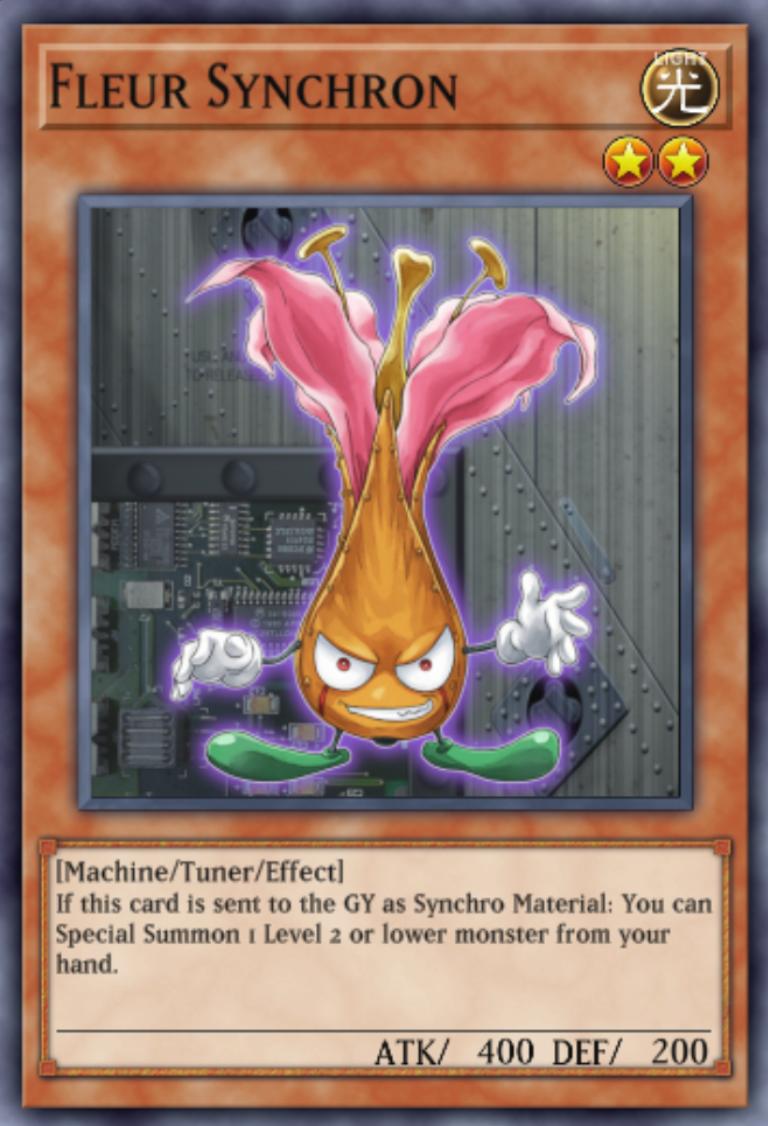 Fleur Synchron
LIGHT
光
[Machine/Tuner/Effect]
If this card is sent to the GY as Synchro Material: You can
Special Summon 1 Level 2 or lower monster from your
hand.
ATK/ 400 DEF/ 200